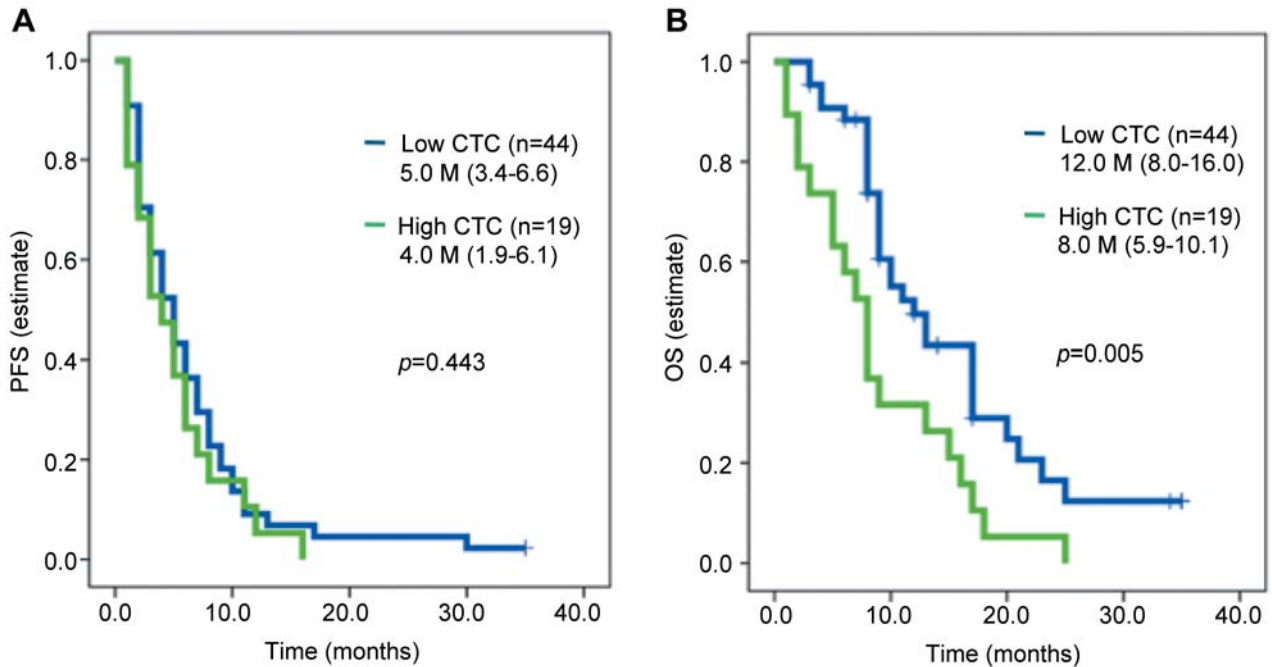 A
PFS (estimate)
1.0
0.8
0.6
0.4
0.2
0.0
Low CTC (n=44)
5.0 M (3.4-6.6)
High CTC (n=19)
4.0 M (1.9-6.1)
p=0.443
0.0 10.0 20.0 30.0 40.0
Time (months)
B
OS (estimate)
1.0
0.8
0.6
0.4
0.2
0.0
Low CTC (n=44)
12.0 M (8.0-16.0)
High CTC (n=19)
8.0 M (5.9-10.1)
p=0.005
0.0 10.0 20.0 30.0 40.0
Time (months)